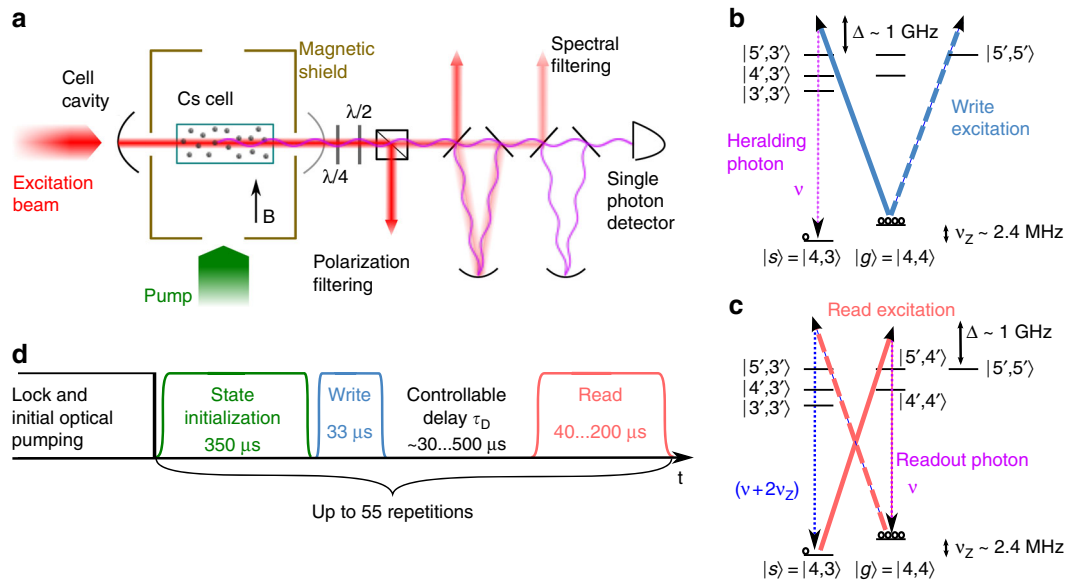 a
Cell
cavity
Cs cell
Magnetic
shield
λ/2
λ/4
Spectral
filtering
Excitation
beam
B
Pump
Polarization
filtering
Single
photon
detector
b
Δ ~ 1 GHz
|5′,3′⟩
|4′,3′⟩
|3′,3′⟩
|5′,5′⟩
Heralding
photon
ν
Write
excitation
ν_Z ~ 2.4 MHz
|s⟩ = |4,3⟩
|g⟩ = |4,4⟩
c
Read excitation
Δ ~ 1 GHz
|5′,3′⟩
|4′,3′⟩
|3′,3′⟩
|5′,4′⟩
|4′,4′⟩
|5′,5′⟩
(ν+2ν_Z)
Readout photon
ν
ν_Z ~ 2.4 MHz
|s⟩ = |4,3⟩
|g⟩ = |4,4⟩
d
Lock and
initial optical
pumping
State
initialization
350 μs
Write
33 μs
Controllable
delay τ_D
~30...500 μs
Read
40...200 μs
t
Up to 55 repetitions